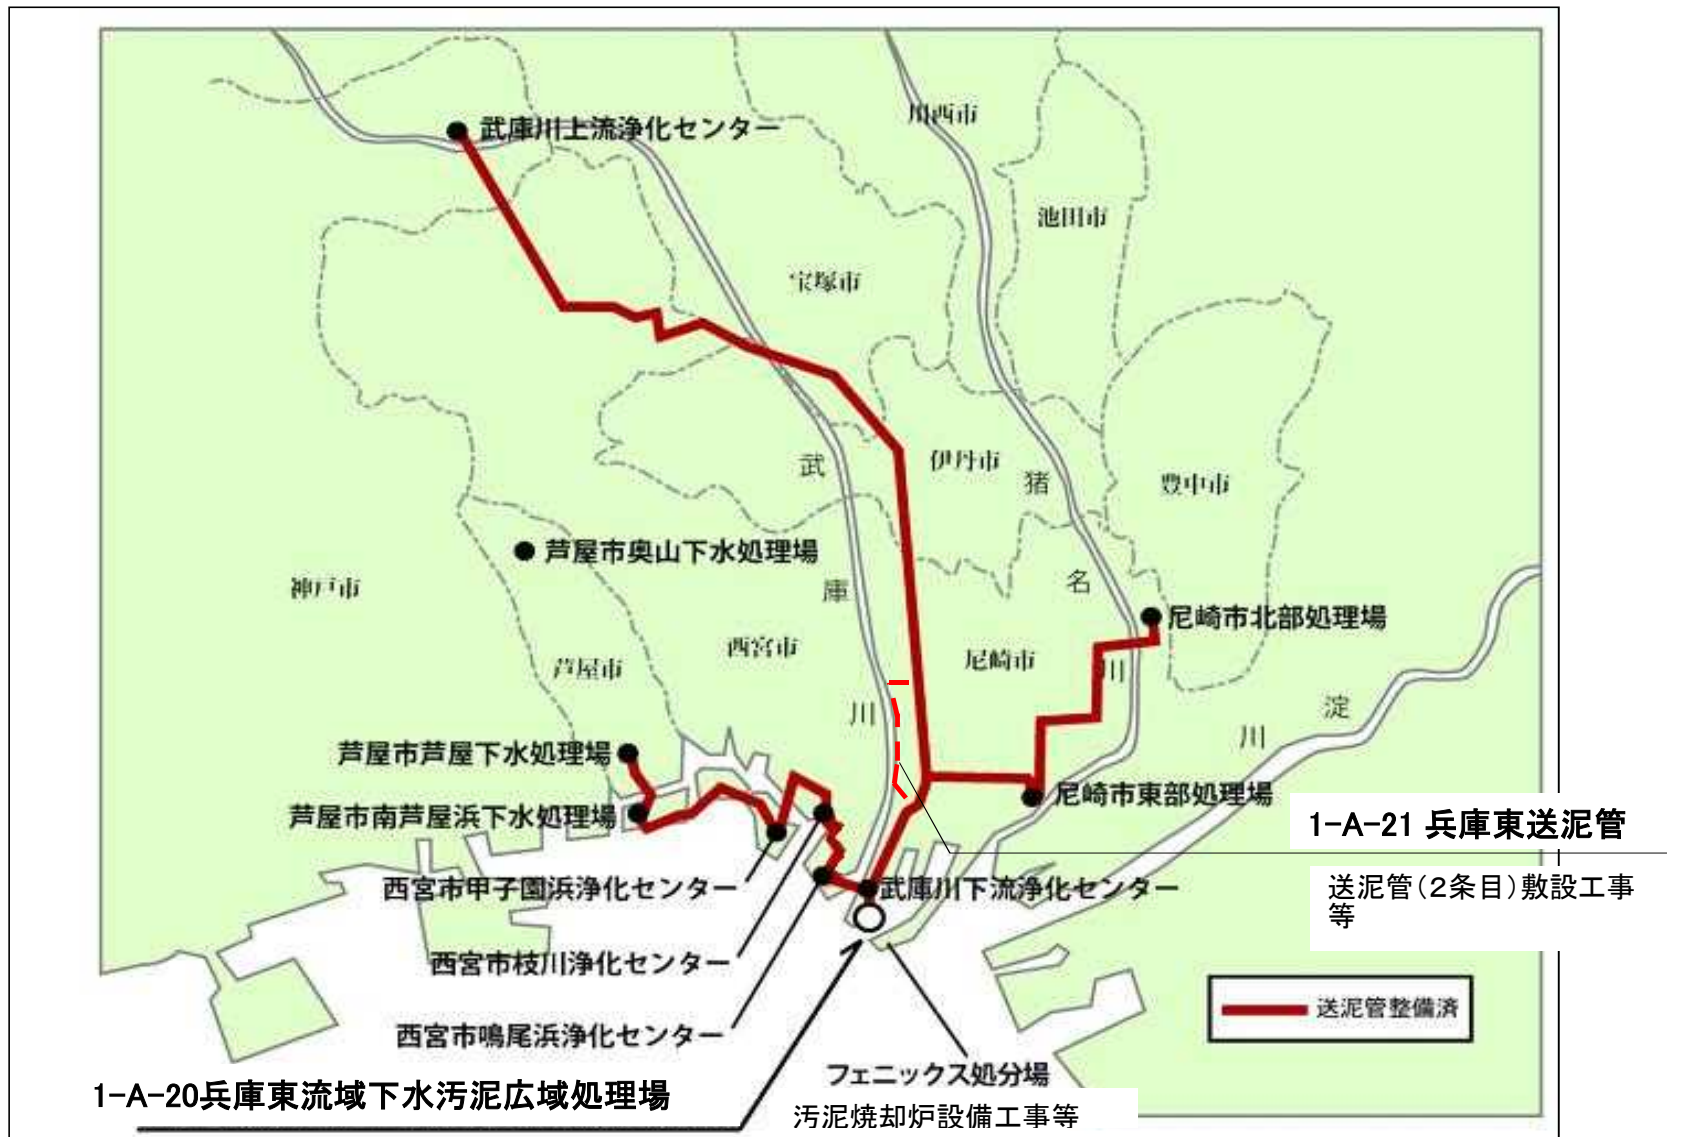 武庫川上流浄化センター
川西市
池田市
宝塚市
伊丹市
猪
名
川
武
庫
川
豊中市
芦屋市奥山下水処理場
神戸市
西宮市
芦屋市
尼崎市
尼崎市北部処理場
淀
川
芦屋市芦屋下水処理場
芦屋市南芦屋浜下水処理場
尼崎市東部処理場
1-A-21 兵庫東送泥管
送泥管(2条目)敷設工事
等
西宮市甲子園浜浄化センター
武庫川下流浄化センター
西宮市枝川浄化センター
西宮市鳴尾浜浄化センター
送泥管整備済
フェニックス処分場
1-A-20兵庫東流域下水汚泥広域処理場
汚泥焼却炉設備工事等